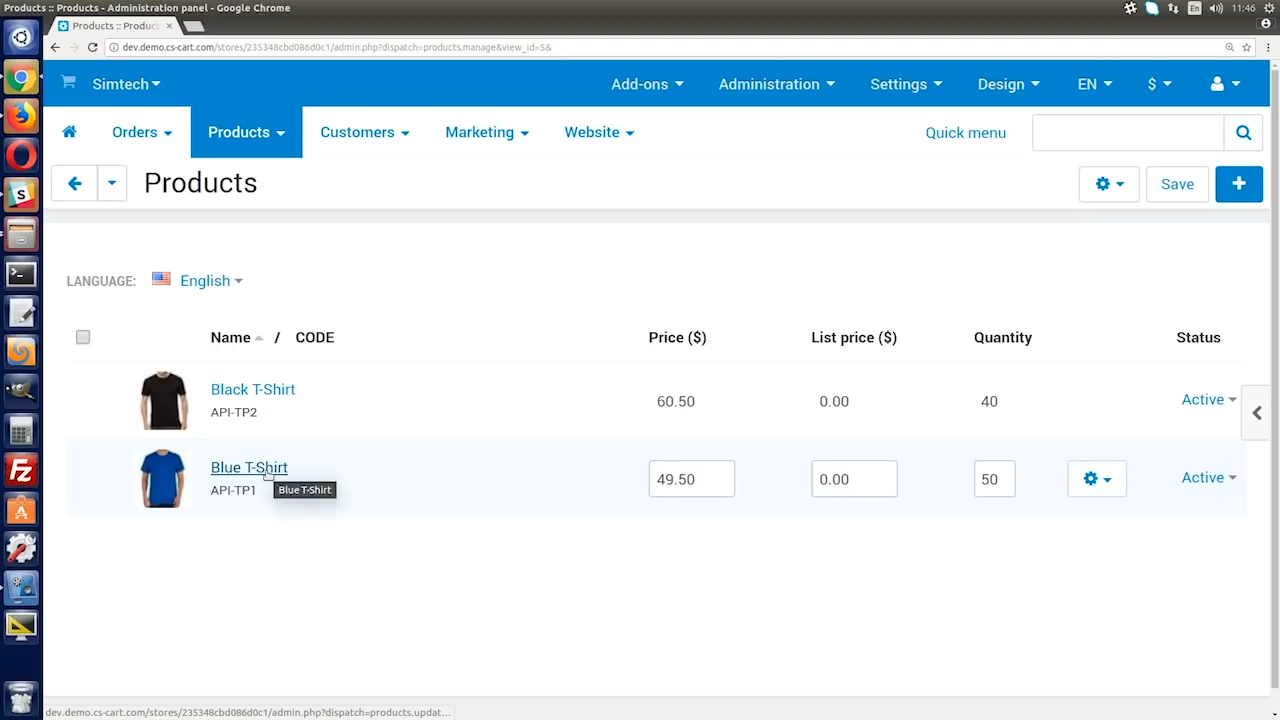 Products :: Products - Administration panel - Google Chrome
En 11:46
Products :: Produc
dev.demo.cs-cart.com/stores/235348cbd086d0c1/admin.php?dispatch=products.manage&view_id=5&
Simtech Add-ons Administration Settings Design EN $
Orders Products Customers Marketing Website Quick menu
Products Save +
LANGUAGE: English
Name / CODE Price ($) List price ($) Quantity Status
Black T-Shirt
API-TP2 60.50 0.00 40 Active
Blue T-Shirt
API-TP1 49.50 0.00 50 Active
Blue T-Shirt
dev.demo.cs-cart.com/stores/235348cbd086d0c1/admin.php?dispatch=products.updat...